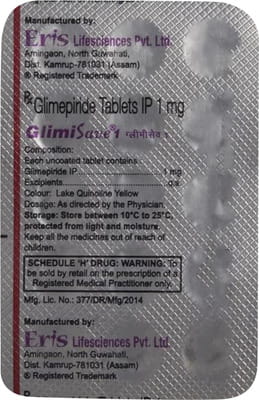 Manufactured by:
Eris Lifesciences Pvt. Ltd.
Amingaon, North Guwahati,
Dist. Kamrup-781031 (Assam)
® Registered Trademark
Rx Glimepiride Tablets IP 1 mg
GlimiSave®1 ग्लीमीसेव १
Composition:
Each uncoated tablet contains
Glimepiride IP 1 mg
Excipients q.s.
Colour: Lake Quinoline Yellow
Dosage: As directed by the Physician
Storage: Store between 10°C to 25°C,
protected from light and moisture.
Keep all the medicines out of reach of
children.
SCHEDULE 'H' DRUG: WARNING: To
be sold by retail on the prescription of a
Registered Medical Practitioner only.
Mfg. Lic. No.: 377/DR/Mfg/2014
Manufactured by:
Eris Lifesciences Pvt. Ltd.
Amingaon, North Guwahati,
Dist. Kamrup-781031 (Assam)
® Registered Trademark